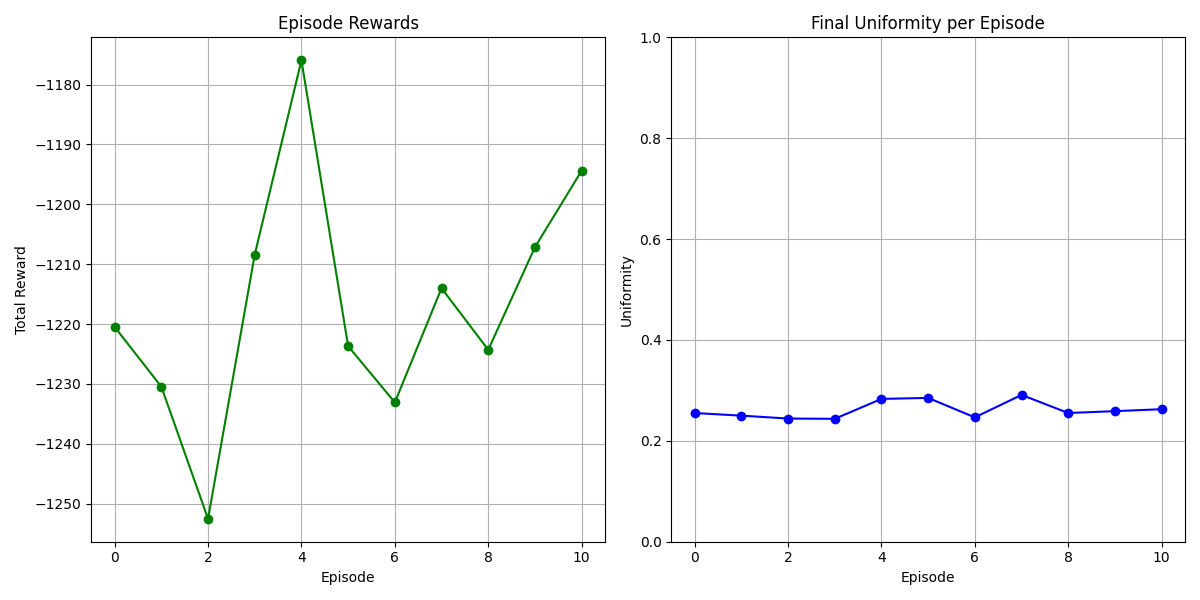 Episode Rewards
Total Reward
−1180
−1190
−1200
−1210
−1220
−1230
−1240
−1250
0 2 4 6 8 10
Episode
Final Uniformity per Episode
Uniformity
1.0
0.8
0.6
0.4
0.2
0.0
0 2 4 6 8 10
Episode